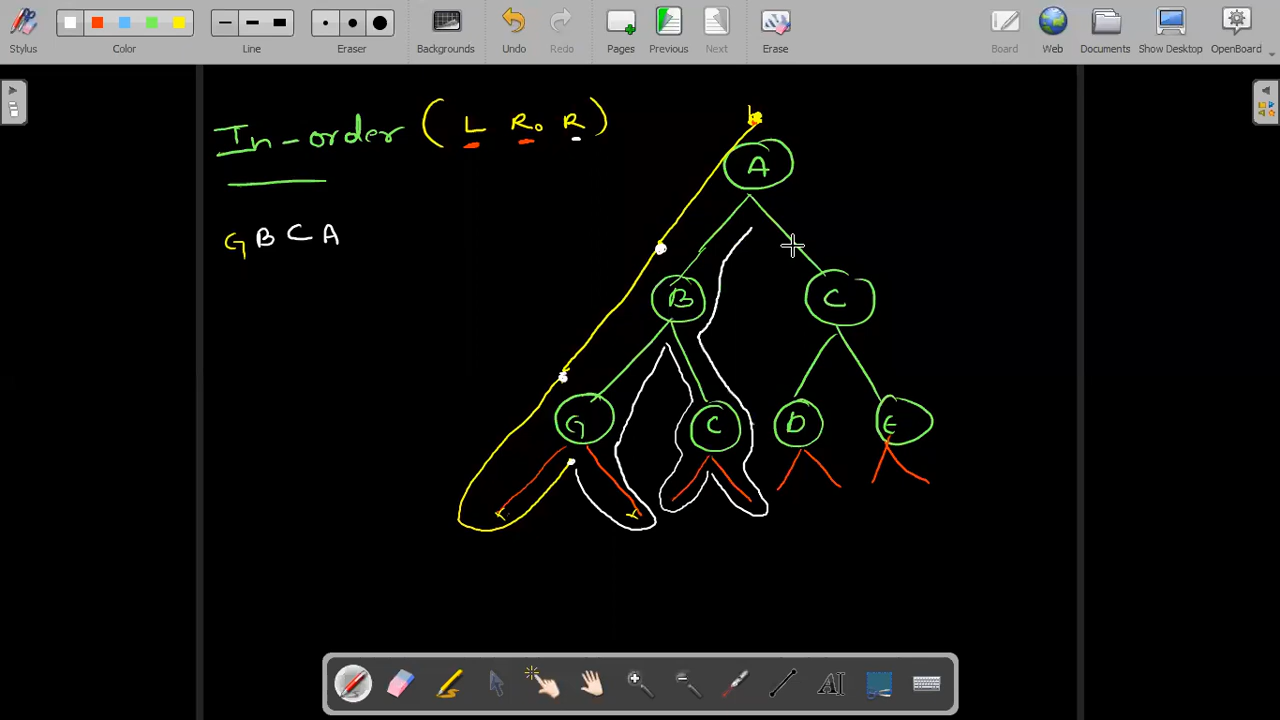 Stylus
Color
Line
Eraser
Backgrounds
Undo
Redo
Pages
Previous
Next
Erase
Board
Web
Documents
Show Desktop
OpenBoard
In-order ( L Ro R )
G B C A
A
B
C
G
C
D
E
AI